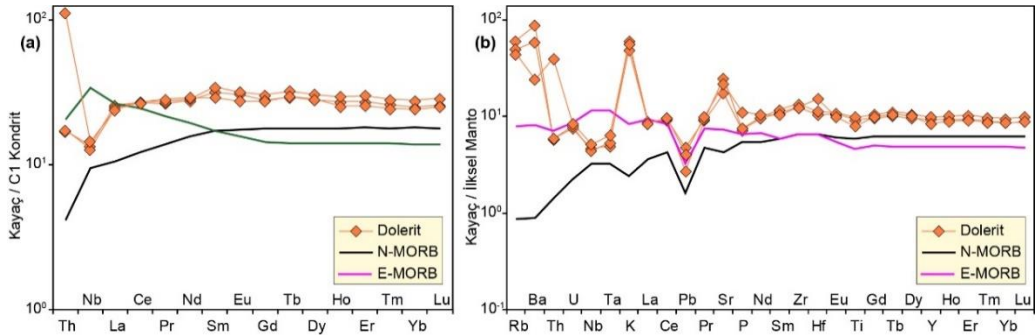 (a)
Kayaç / C1 Kondrit
10²
10¹
10⁰
Dolerit
N-MORB
E-MORB
Nb Ce Nd Eu Tb Ho Tm Lu
Th La Pr Sm Gd Dy Er Yb
(b)
Kayaç / İlksel Manto
10²
10¹
10⁰
10⁻¹
Dolerit
N-MORB
E-MORB
Ba U Ta La Pb Sr Nd Zr Eu Gd Dy Ho Tm Lu
Rb Th Nb K Ce Pr P Sm Hf Ti Tb Y Er Yb